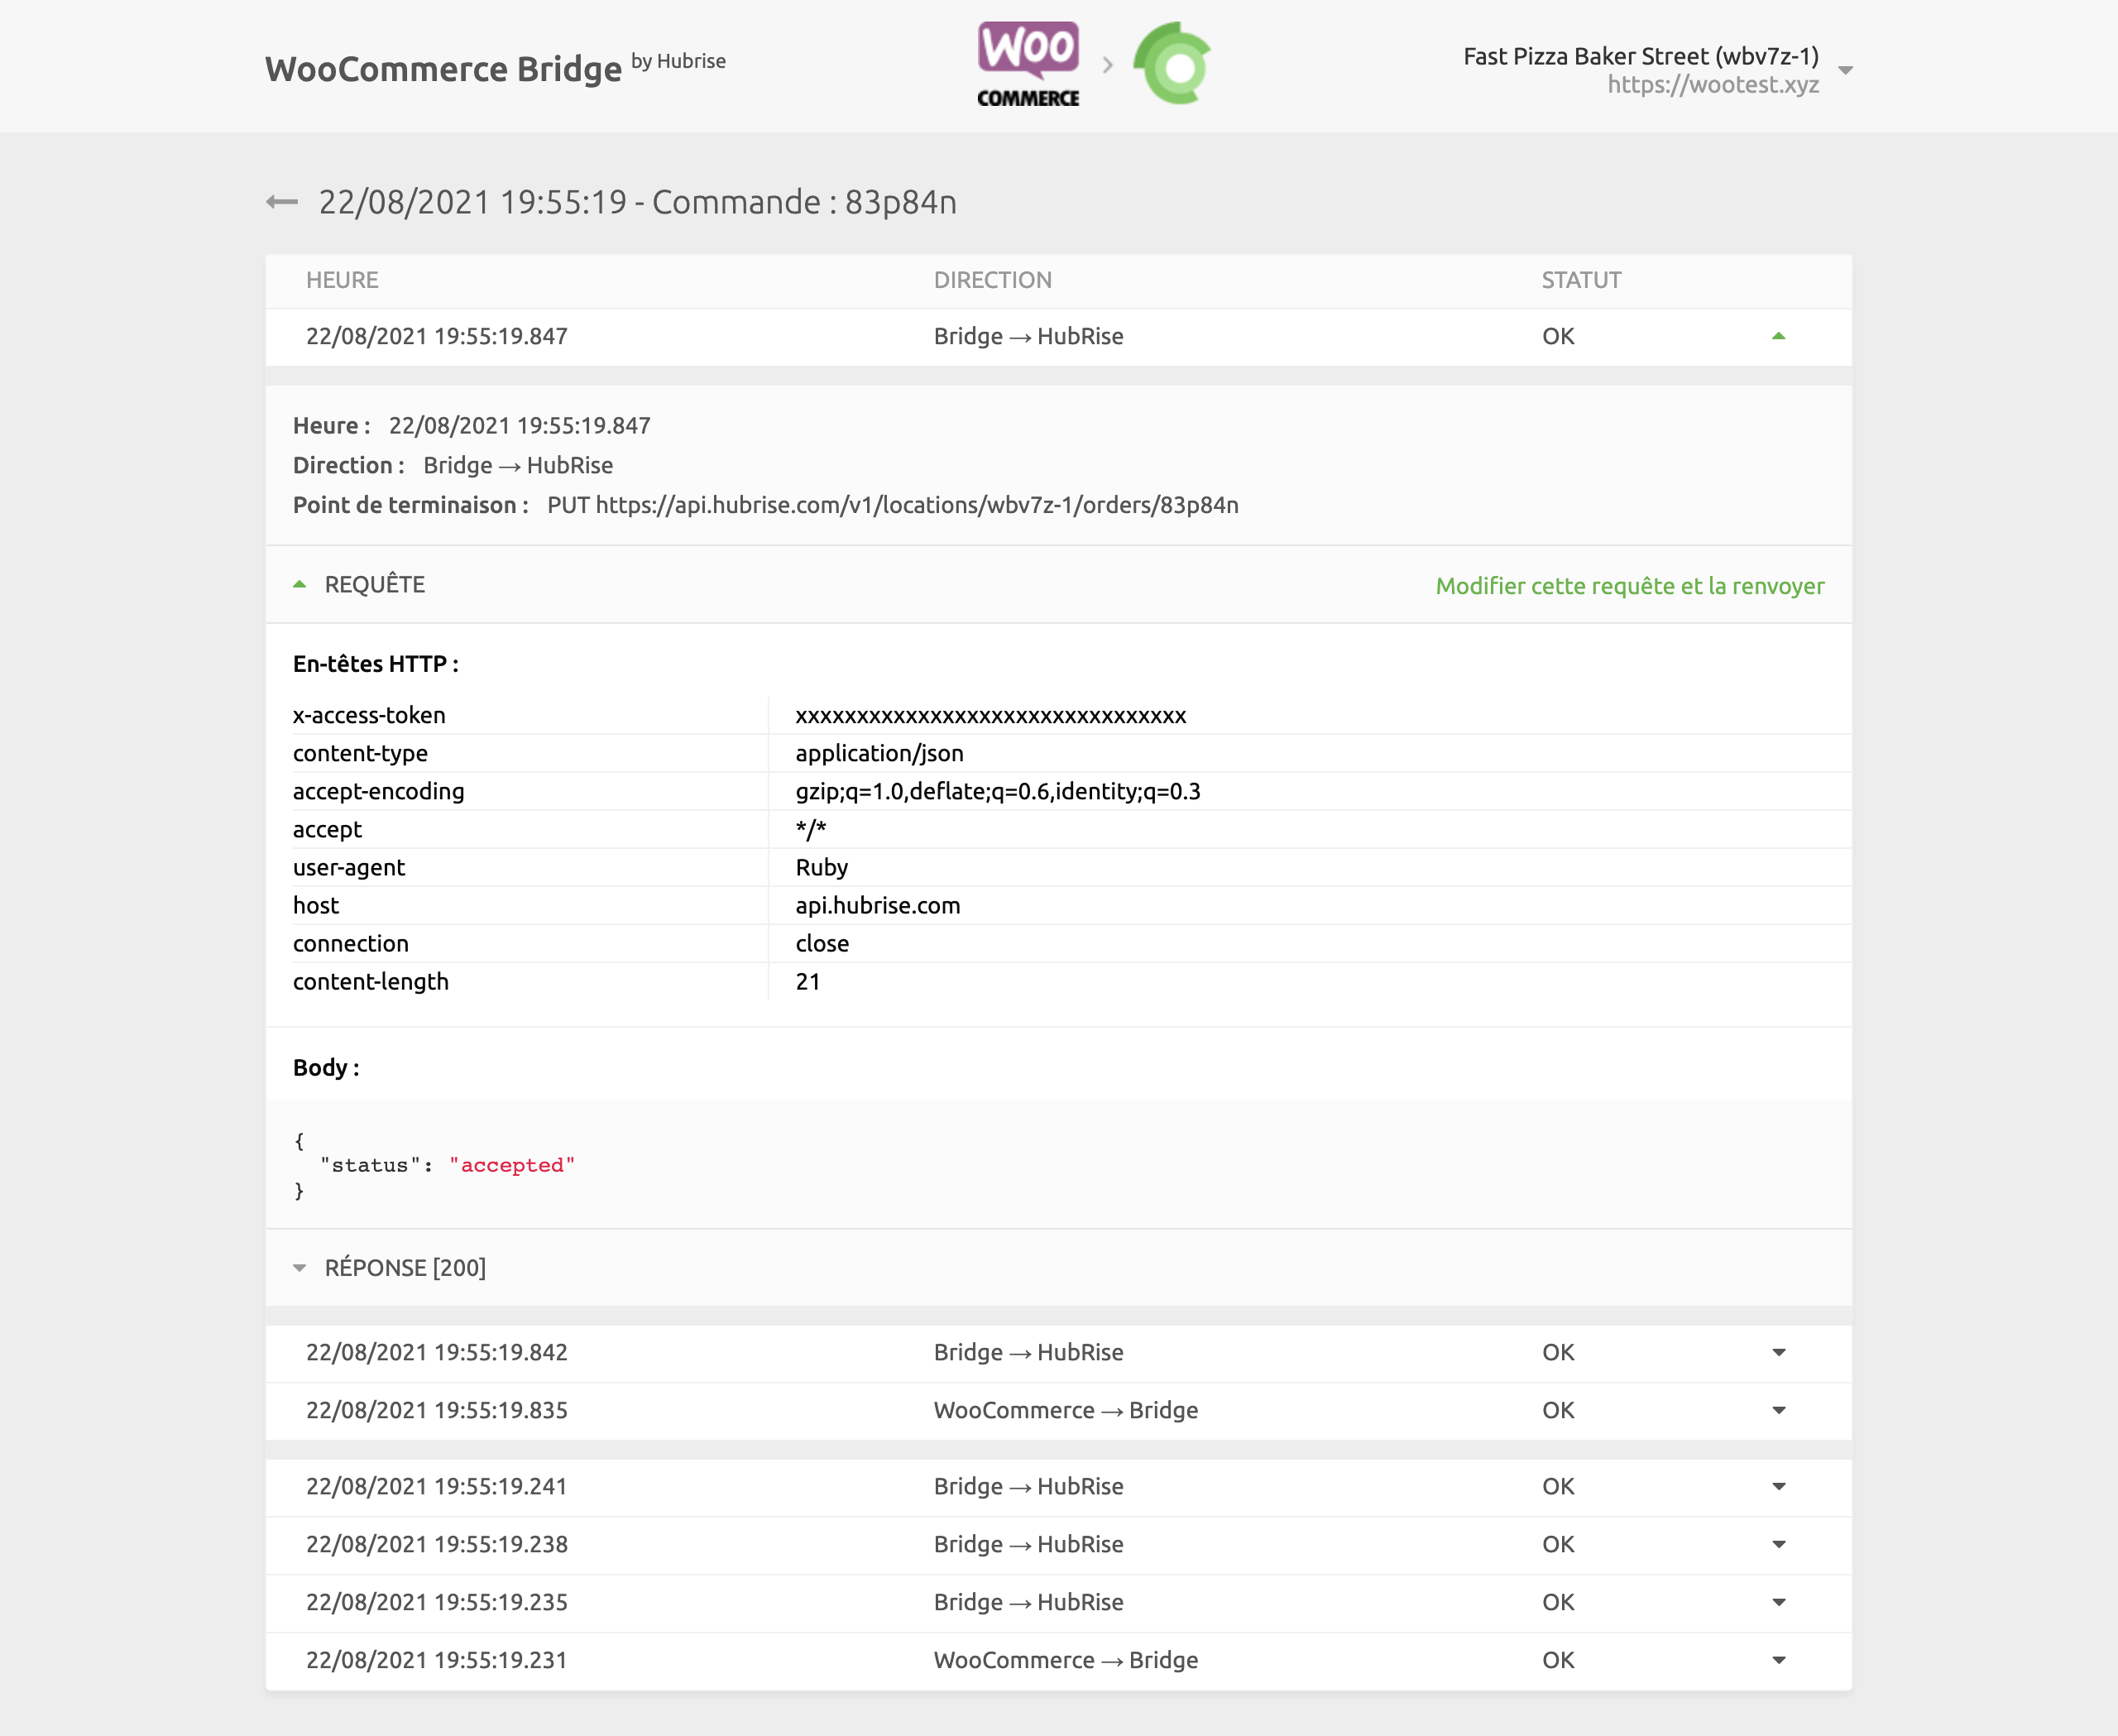 WooCommerce Bridge by Hubrise
Woo
COMMERCE
Fast Pizza Baker Street (wbv7z-1)
https://wootest.xyz
22/08/2021 19:55:19 - Commande : 83p84n
HEURE DIRECTION STATUT
22/08/2021 19:55:19.847 Bridge → HubRise OK
Heure : 22/08/2021 19:55:19.847
Direction : Bridge → HubRise
Point de terminaison : PUT https://api.hubrise.com/v1/locations/wbv7z-1/orders/83p84n
REQUÊTE Modifier cette requête et la renvoyer
En-têtes HTTP :
x-access-token xxxxxxxxxxxxxxxxxxxxxxxxxxxxxxxx
content-type application/json
accept-encoding gzip;q=1.0,deflate;q=0.6,identity;q=0.3
accept */*
user-agent Ruby
host api.hubrise.com
connection close
content-length 21
Body :
{
"status": "accepted"
}
RÉPONSE [200]
22/08/2021 19:55:19.842 Bridge → HubRise OK
22/08/2021 19:55:19.835 WooCommerce → Bridge OK
22/08/2021 19:55:19.241 Bridge → HubRise OK
22/08/2021 19:55:19.238 Bridge → HubRise OK
22/08/2021 19:55:19.235 Bridge → HubRise OK
22/08/2021 19:55:19.231 WooCommerce → Bridge OK